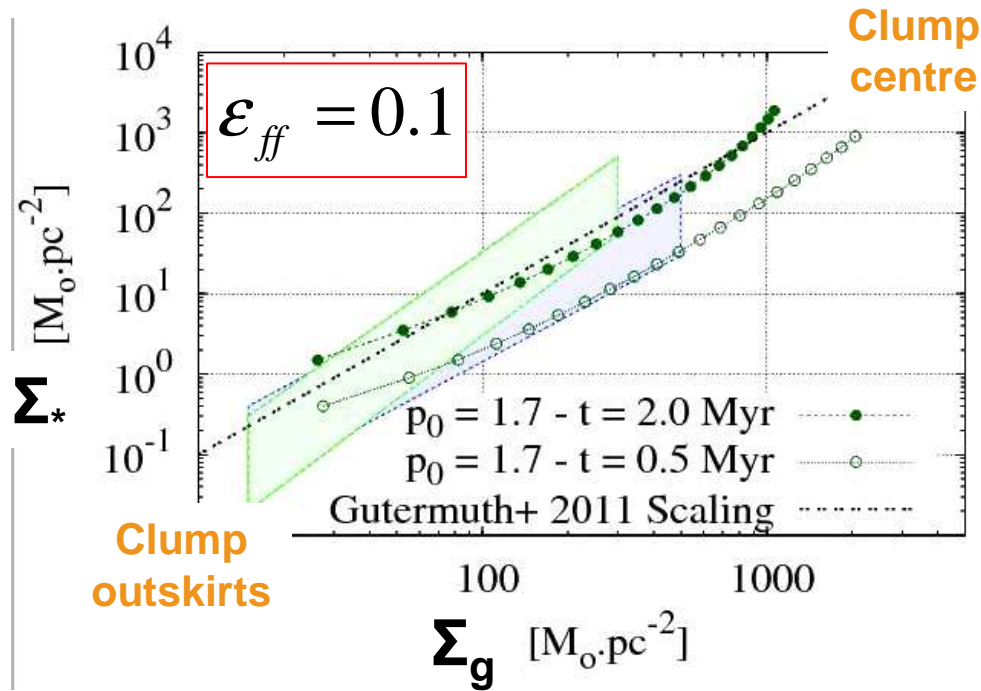 Clump
centre
10^4
ε_ff = 0.1
10^3
10^2
10^1
10^0
10^-1
Σ* [M_o.pc^-2]
p_0 = 1.7 - t = 2.0 Myr
p_0 = 1.7 - t = 0.5 Myr
Gutermuth+ 2011 Scaling
Clump
outskirts
100 1000
Σ_g [M_o.pc^-2]